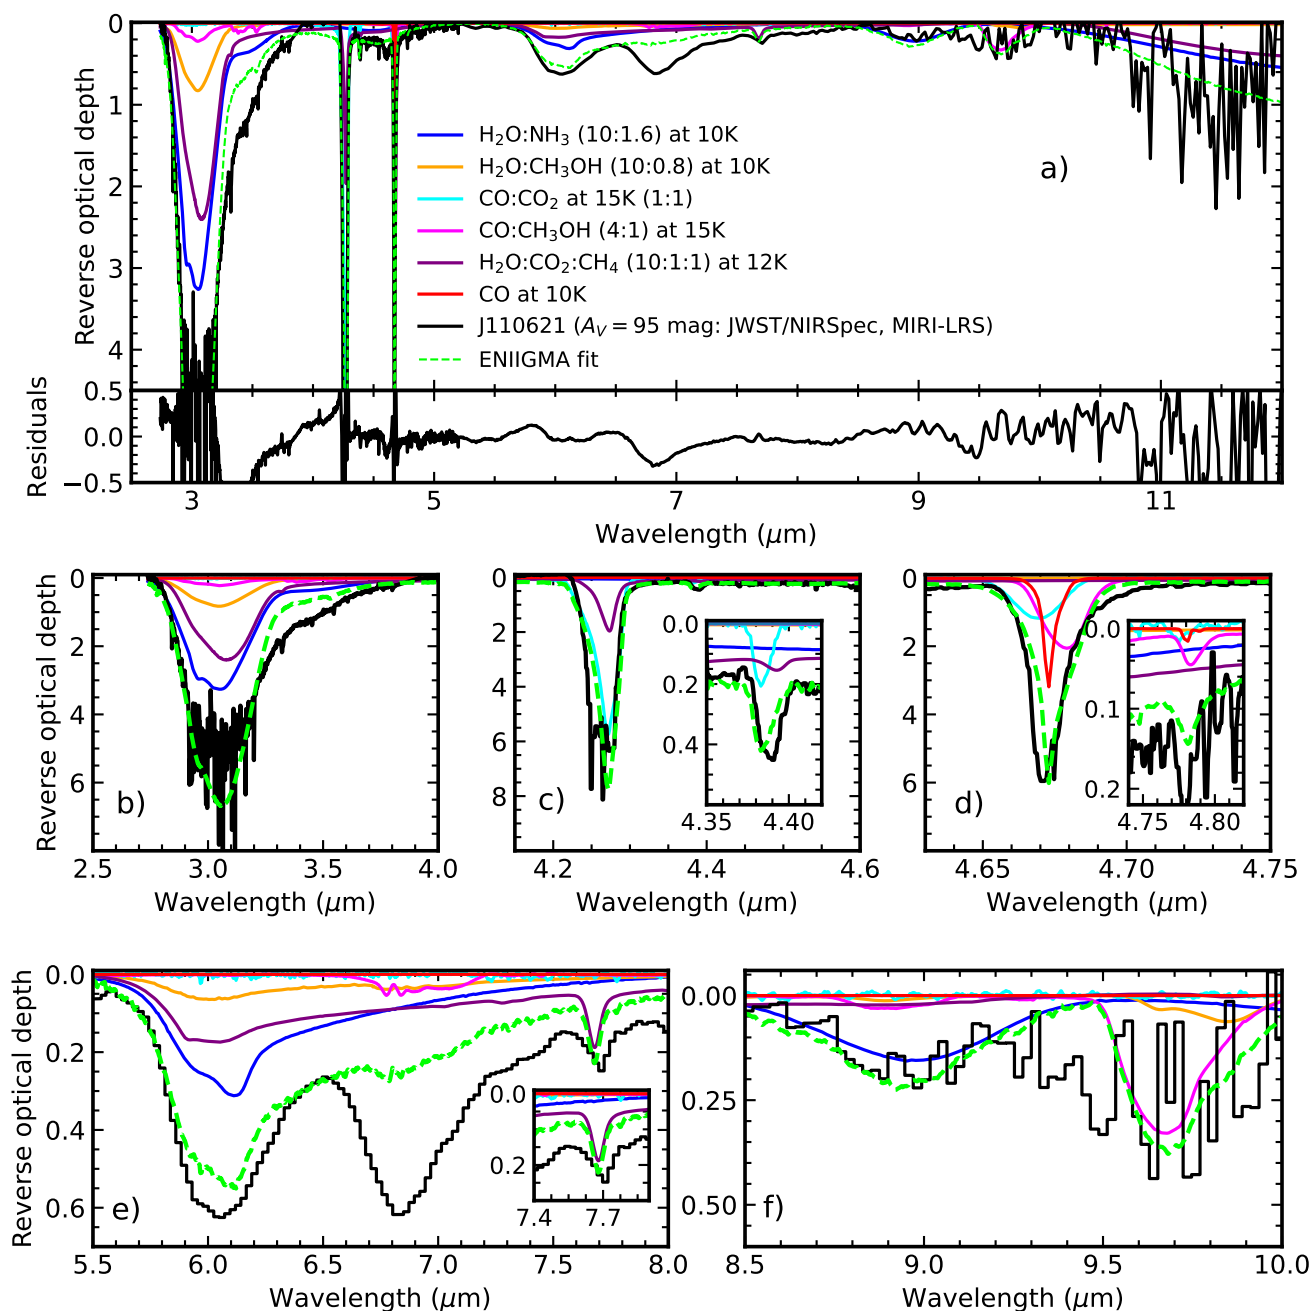 0
1
2
3
4
Reverse optical depth
H₂O:NH₃ (10:1.6) at 10K
H₂O:CH₃OH (10:0.8) at 10K
CO:CO₂ at 15K (1:1)
CO:CH₃OH (4:1) at 15K
H₂O:CO₂:CH₄ (10:1:1) at 12K
CO at 10K
J110621 (A_V = 95 mag: JWST/NIRSpec, MIRI-LRS)
ENIIGMA fit
a)
0.5
0.0
−0.5
Residuals
3 5 7 9 11
Wavelength (μm)
0
2
4
6
Reverse optical depth
b)
2.5 3.0 3.5 4.0
Wavelength (μm)
0
2
4
6
8
c)
0.0
0.2
0.4
4.35 4.40
4.2 4.4 4.6
Wavelength (μm)
0
2
4
6
d)
0.0
0.1
0.2
4.75 4.80
4.65 4.70 4.75
Wavelength (μm)
0.0
0.2
0.4
0.6
Reverse optical depth
e)
0.0
0.2
7.4 7.7
5.5 6.0 6.5 7.0 7.5 8.0
Wavelength (μm)
0.00
0.25
0.50
f)
8.5 9.0 9.5 10.0
Wavelength (μm)